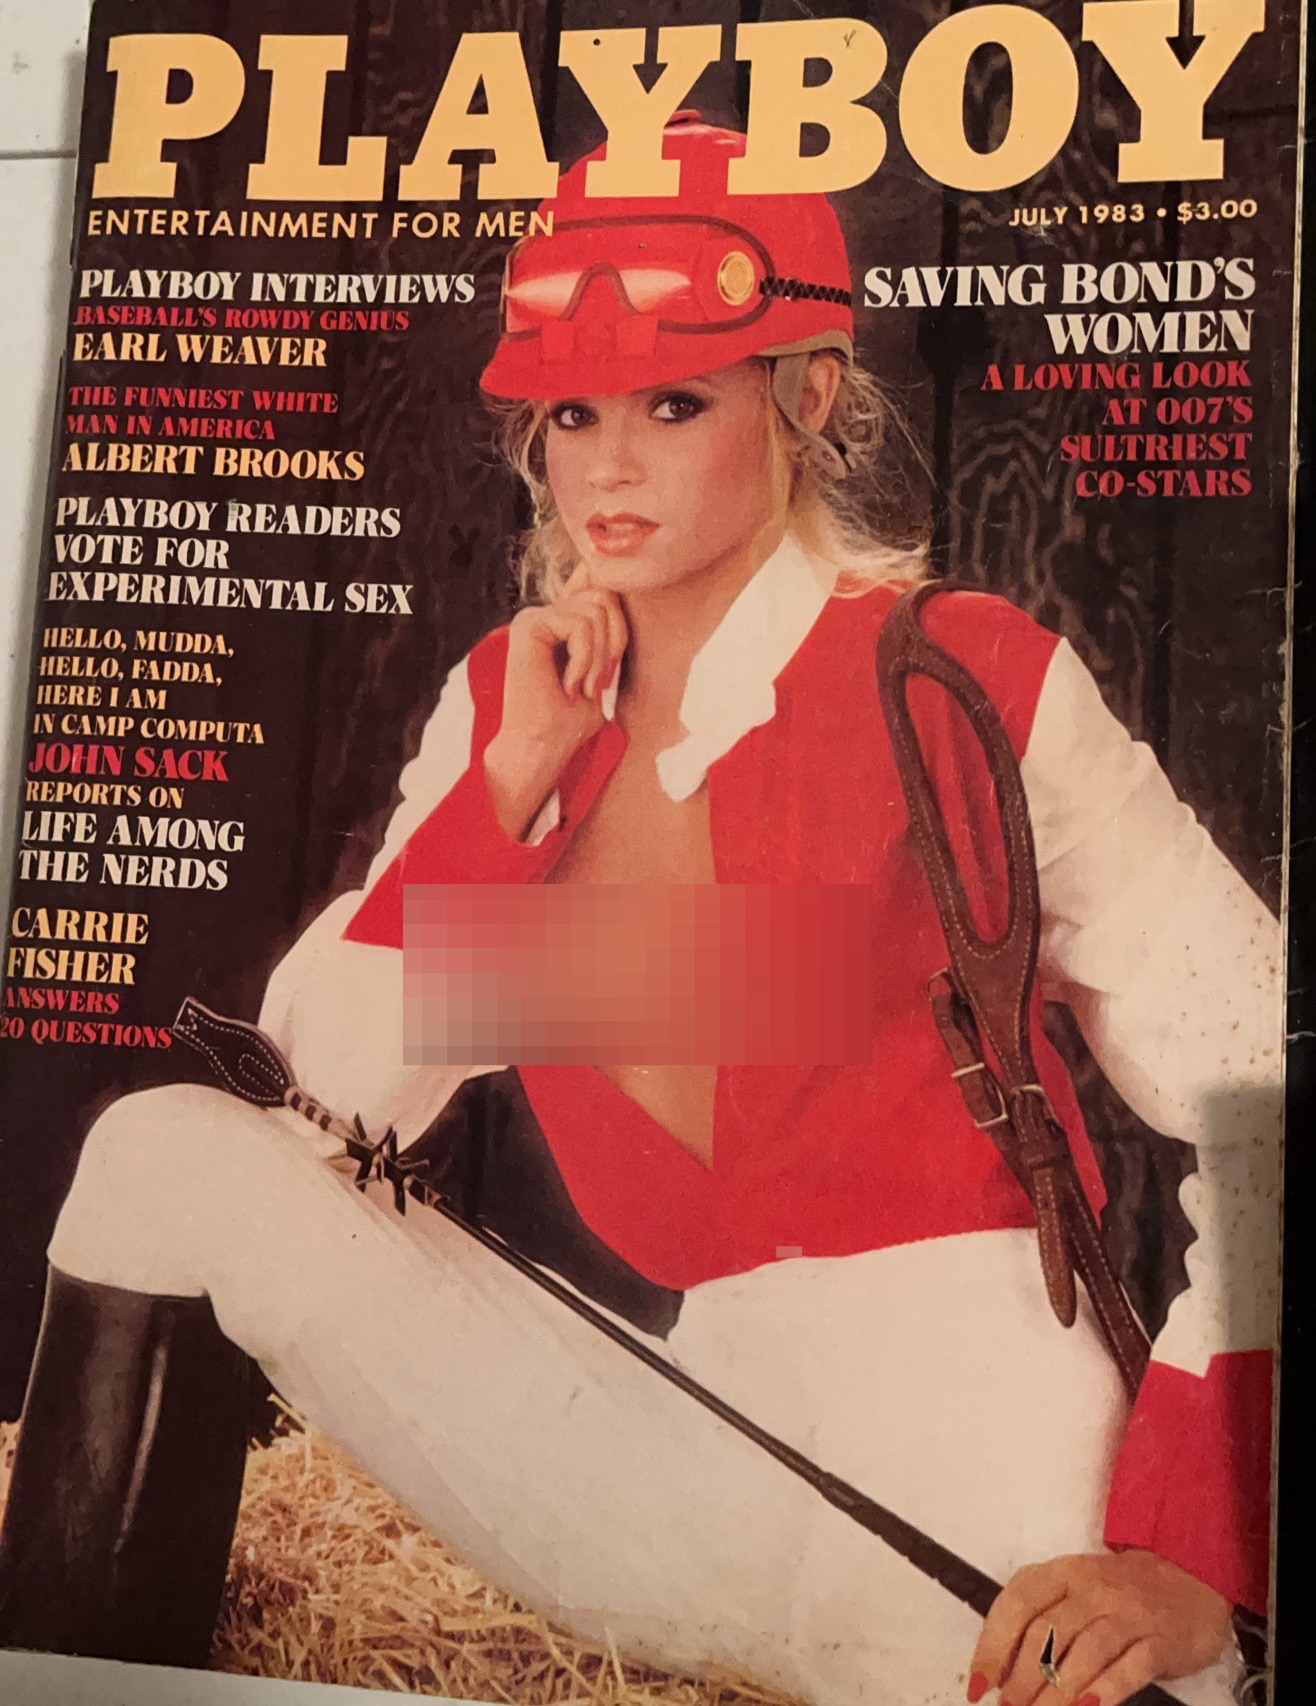 PLAYBOY
ENTERTAINMENT FOR MEN
JULY 1983 • $3.00
PLAYBOY INTERVIEWS
BASEBALL'S ROWDY GENIUS
EARL WEAVER
THE FUNNIEST WHITE
MAN IN AMERICA
ALBERT BROOKS
PLAYBOY READERS
VOTE FOR
EXPERIMENTAL SEX
HELLO, MUDDA,
HELLO, FADDA,
HERE I AM
IN CAMP COMPUTA
JOHN SACK
REPORTS ON
LIFE AMONG
THE NERDS
CARRIE
FISHER
ANSWERS
20 QUESTIONS
SAVING BOND'S
WOMEN
A LOVING LOOK
AT 007'S
SULTRIEST
CO-STARS